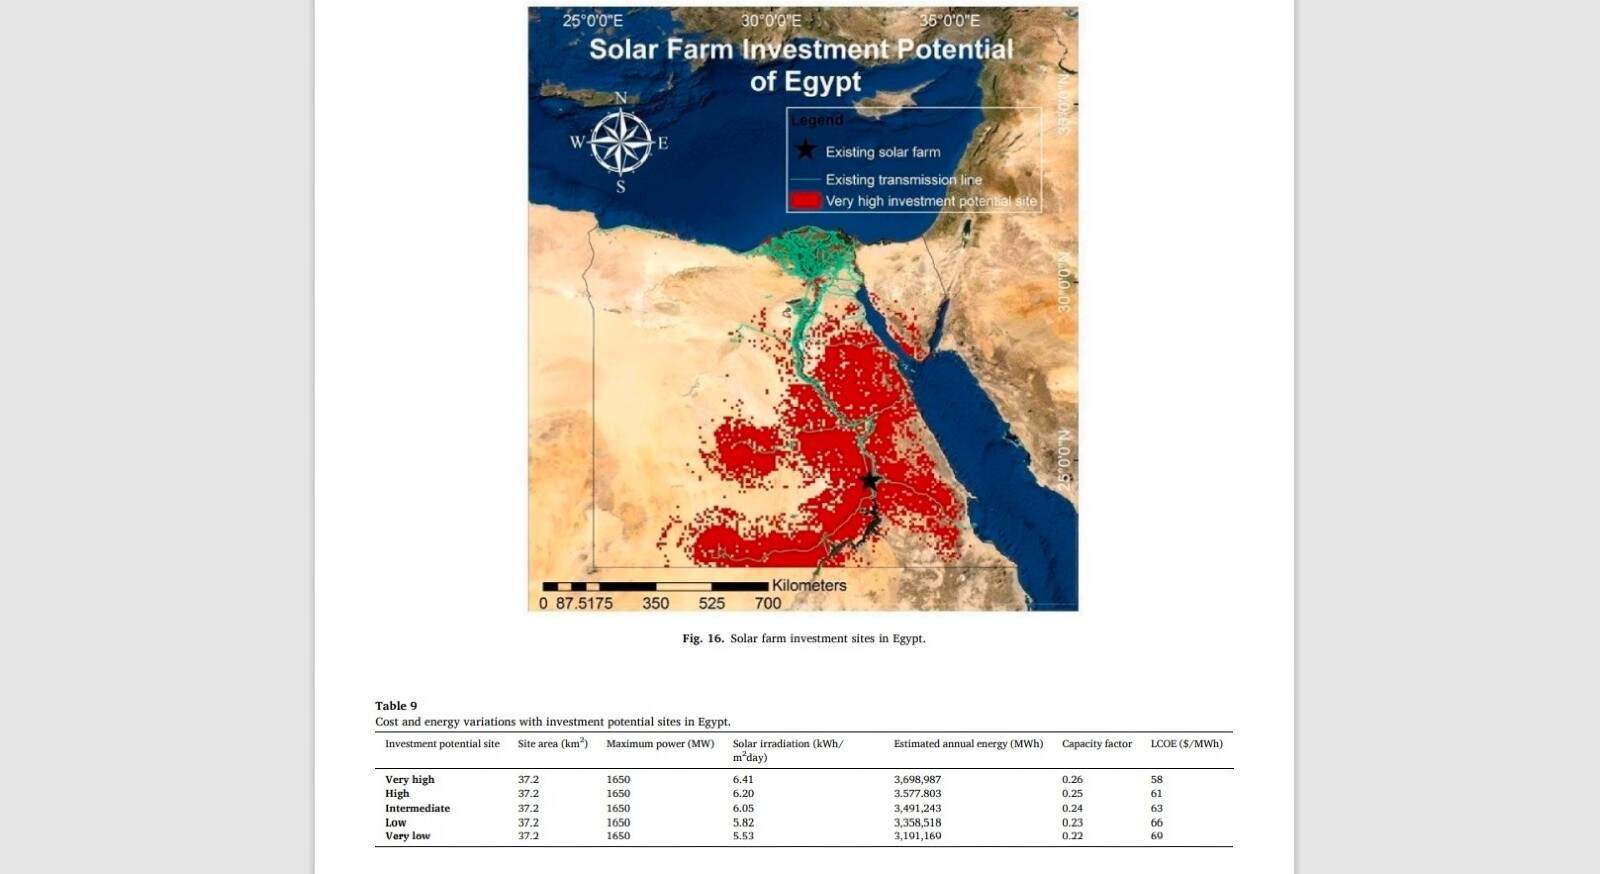 25°0'0"E 30°0'0"E 35°0'0"E
Solar Farm Investment Potential
of Egypt
N
W E
S
Legend
Existing solar farm
Existing transmission line
Very high investment potential site
35°0'0"N
30°0'0"N
25°0'0"N
Kilometers
0 87.5175 350 525 700
Fig. 16. Solar farm investment sites in Egypt.
Table 9
Cost and energy variations with investment potential sites in Egypt.
Investment potential site Site area (km²) Maximum power (MW) Solar irradiation (kWh/ Estimated annual energy (MWh) Capacity factor LCOE ($/MWh)
m²day)
Very high 37.2 1650 6.41 3,698,987 0.26 58
High 37.2 1650 6.20 3.577.803 0.25 61
Intermediate 37.2 1650 6.05 3,491,243 0.24 63
Low 37.2 1650 5.82 3,358,518 0.23 66
Very low 37.2 1650 5.53 3,191,169 0.22 69